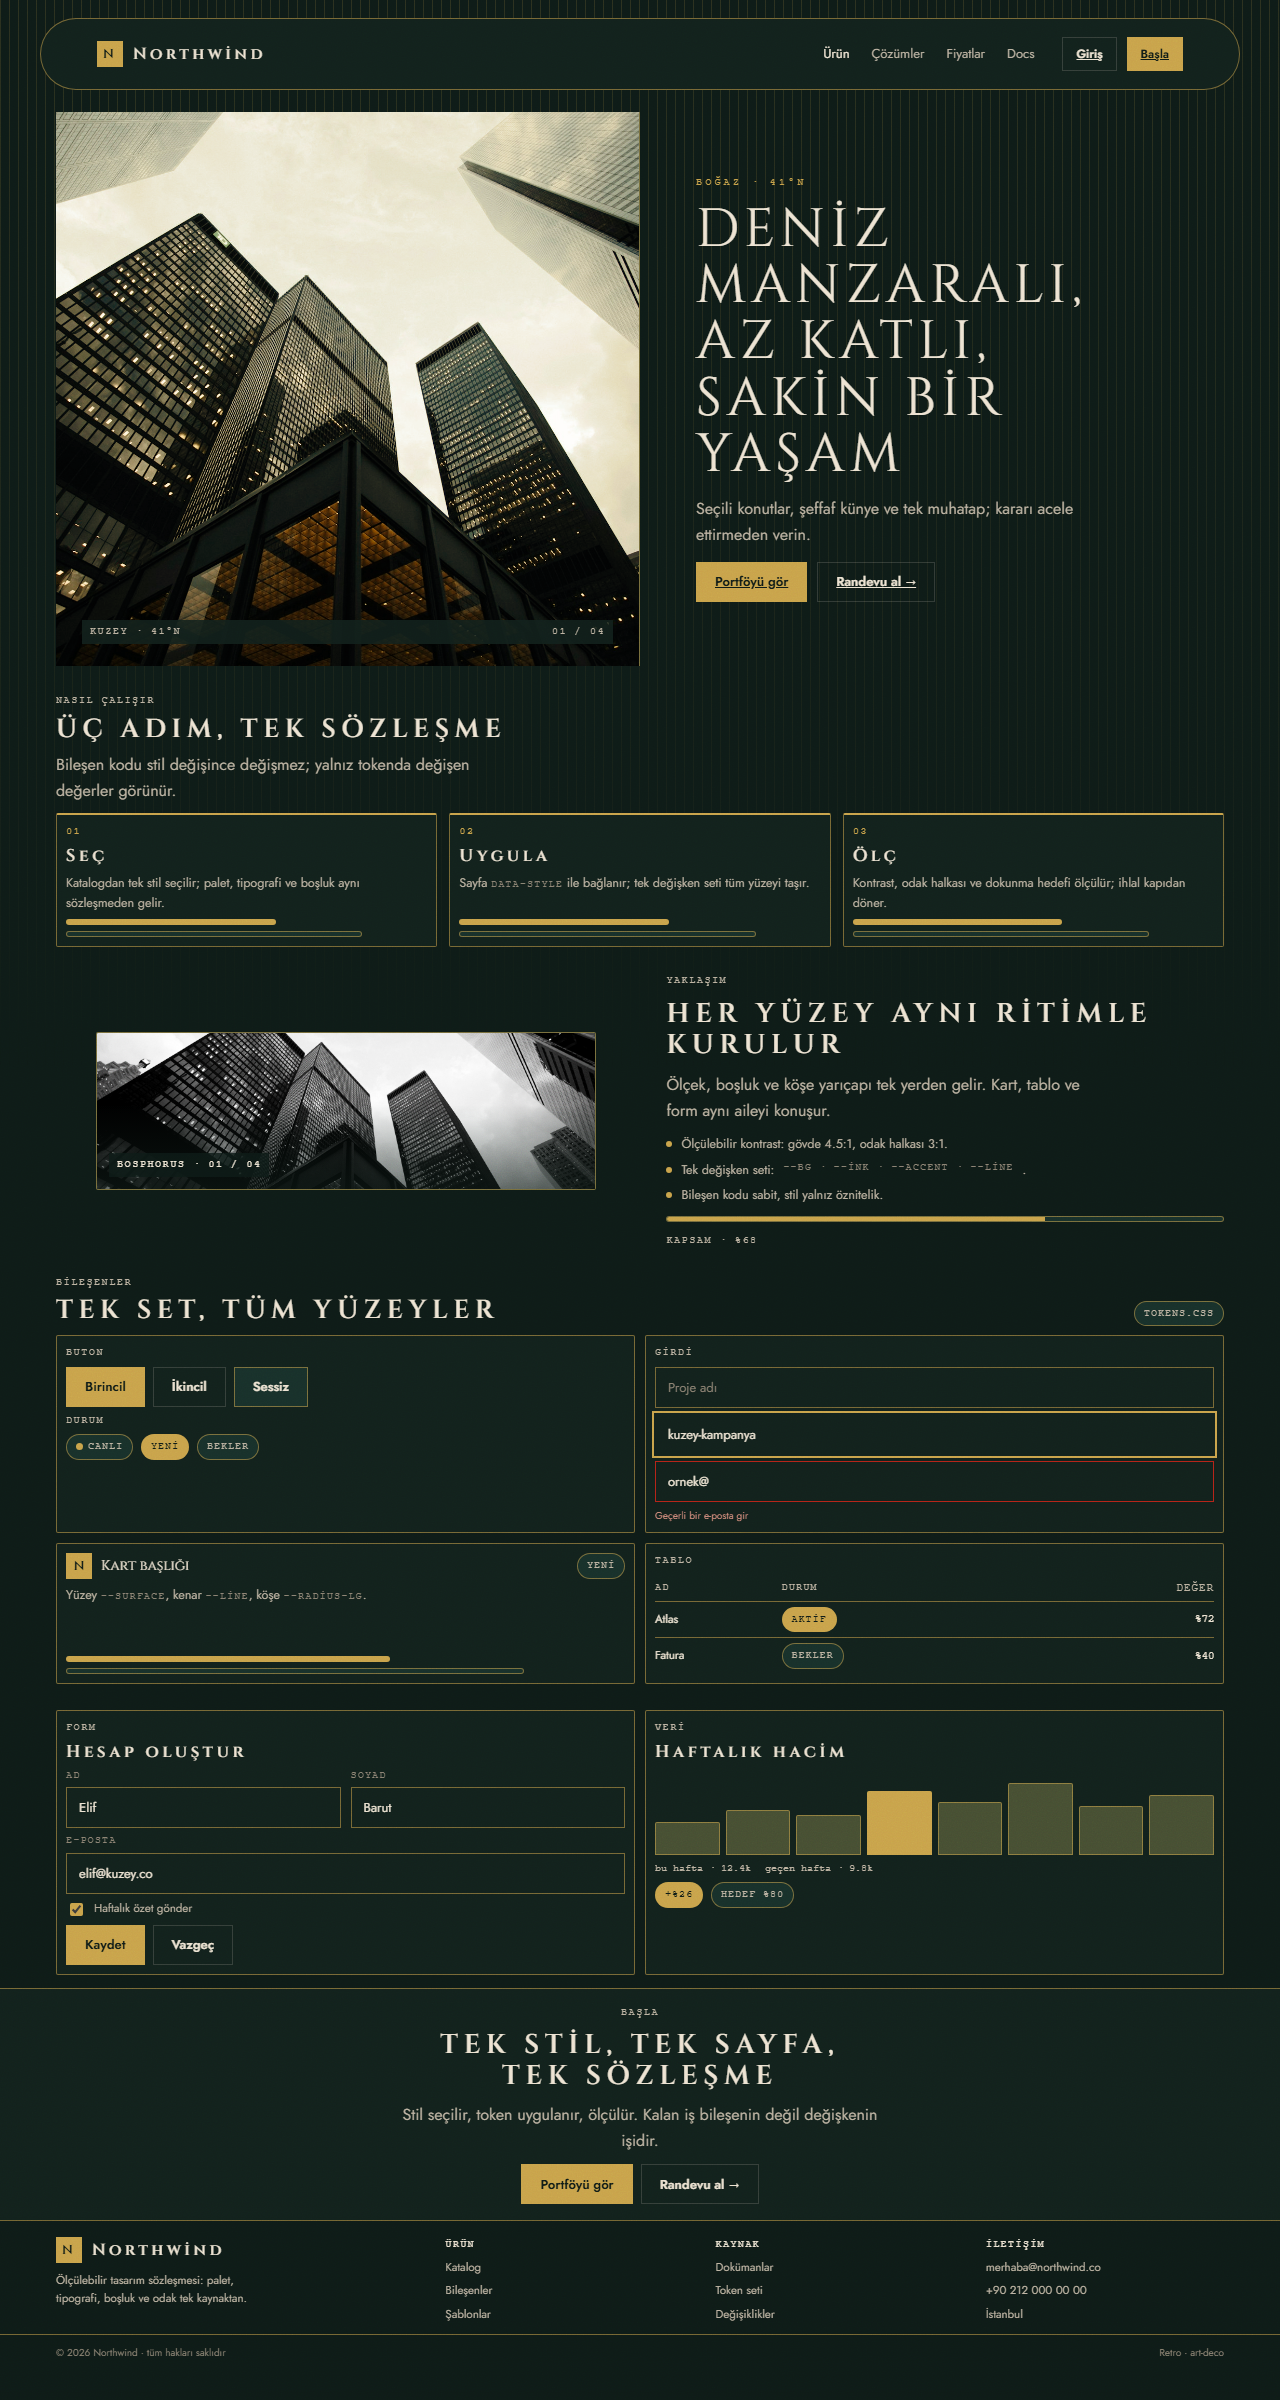 N NORTHWİND
Ürün Çözümler Fiyatlar Docs Giriş Başla
BOĞAZ · 41°N
DENİZ
MANZARALI,
AZ KATLI,
SAKİN BİR
YAŞAM
Seçili konutlar, şeffaf künye ve tek muhatap; kararı acele
ettirmeden verin.
Portföyü gör Randevu al →
KUZEY · 41°N 01 / 04
NASIL ÇALIŞIR
ÜÇ ADIM, TEK SÖZLEŞME
Bileşen kodu stil değişince değişmez; yalnız tokenda değişen
değerler görünür.
01
SEÇ
Katalogdan tek stil seçilir; palet, tipografi ve boşluk aynı
sözleşmeden gelir.
02
UYGULA
Sayfa DATA-STYLE ile bağlanır; tek değişken seti tüm yüzeyi taşır.
03
ÖLÇ
Kontrast, odak halkası ve dokunma hedefi ölçülür; ihlal kapıdan
döner.
BOSPHORUS · 01 / 04
YAKLAŞIM
HER YÜZEY AYNI RİTİMLE
KURULUR
Ölçek, boşluk ve köşe yarıçapı tek yerden gelir. Kart, tablo ve
form aynı aileyi konuşur.
Ölçülebilir kontrast: gövde 4.5:1, odak halkası 3:1.
Tek değişken seti: --BG · --İNK · --ACCENT · --LİNE .
Bileşen kodu sabit, stil yalnız öznitelik.
KAPSAM · %68
BİLEŞENLER
TEK SET, TÜM YÜZEYLER
TOKENS.CSS
BUTON
Birincil İkincil Sessiz
DURUM
CANLI YENİ BEKLER
GİRDİ
Proje adı
kuzey-kampanya
ornek@
Geçerli bir e-posta gir
N KART BAŞLIĞI YENİ
Yüzey --SURFACE, kenar --LİNE, köşe --RADİUS-LG.
TABLO
AD DURUM DEĞER
Atlas AKTİF %72
Fatura BEKLER %40
FORM
HESAP OLUŞTUR
AD SOYAD
Elif Barut
E-POSTA
elif@kuzey.co
Haftalık özet gönder
Kaydet Vazgeç
VERİ
HAFTALIK HACİM
bu hafta · 12.4k geçen hafta · 9.8k
+%26 HEDEF %80
BAŞLA
TEK STİL, TEK SAYFA,
TEK SÖZLEŞME
Stil seçilir, token uygulanır, ölçülür. Kalan iş bileşenin değil değişkenin
işidir.
Portföyü gör Randevu al →
N NORTHWİND
Ölçülebilir tasarım sözleşmesi: palet,
tipografi, boşluk ve odak tek kaynaktan.
ÜRÜN
Katalog
Bileşenler
Şablonlar
KAYNAK
Dokümanlar
Token seti
Değişiklikler
İLETİŞİM
merhaba@northwind.co
+90 212 000 00 00
İstanbul
© 2026 Northwind · tüm hakları saklıdır
Retro · art-deco